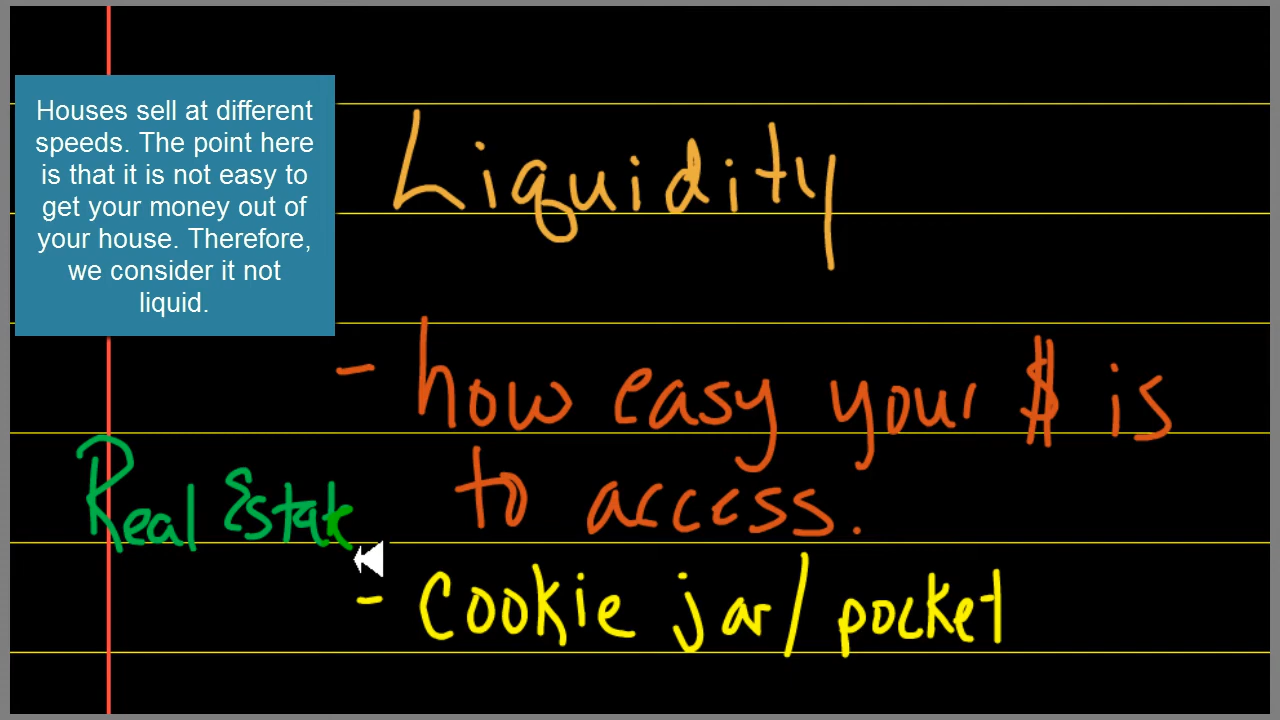 Houses sell at different
speeds. The point here
is that it is not easy to
get your money out of
your house. Therefore,
we consider it not
liquid.
Liquidity
- how easy your $ is
to access.
Real Estate
- cookie jar/pocket